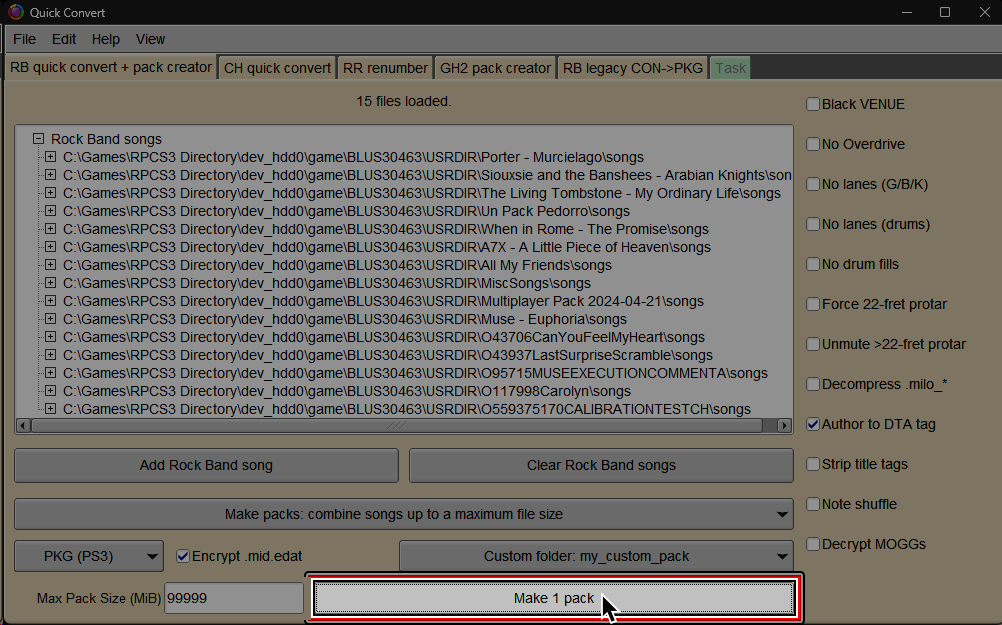 Quick Convert
File Edit Help View
RB quick convert + pack creator CH quick convert RR renumber GH2 pack creator RB legacy CON->PKG Task
15 files loaded.
Rock Band songs
C:\Games\RPCS3 Directory\dev_hdd0\game\BLUS30463\USRDIR\Porter - Murcielago\songs
C:\Games\RPCS3 Directory\dev_hdd0\game\BLUS30463\USRDIR\Siouxsie and the Banshees - Arabian Knights\son
C:\Games\RPCS3 Directory\dev_hdd0\game\BLUS30463\USRDIR\The Living Tombstone - My Ordinary Life\songs
C:\Games\RPCS3 Directory\dev_hdd0\game\BLUS30463\USRDIR\Un Pack Pedorro\songs
C:\Games\RPCS3 Directory\dev_hdd0\game\BLUS30463\USRDIR\When in Rome - The Promise\songs
C:\Games\RPCS3 Directory\dev_hdd0\game\BLUS30463\USRDIR\A7X - A Little Piece of Heaven\songs
C:\Games\RPCS3 Directory\dev_hdd0\game\BLUS30463\USRDIR\All My Friends\songs
C:\Games\RPCS3 Directory\dev_hdd0\game\BLUS30463\USRDIR\MiscSongs\songs
C:\Games\RPCS3 Directory\dev_hdd0\game\BLUS30463\USRDIR\Multiplayer Pack 2024-04-21\songs
C:\Games\RPCS3 Directory\dev_hdd0\game\BLUS30463\USRDIR\Muse - Euphoria\songs
C:\Games\RPCS3 Directory\dev_hdd0\game\BLUS30463\USRDIR\O43706CanYouFeelMyHeart\songs
C:\Games\RPCS3 Directory\dev_hdd0\game\BLUS30463\USRDIR\O43937LastSurpriseScramble\songs
C:\Games\RPCS3 Directory\dev_hdd0\game\BLUS30463\USRDIR\O95715MUSEEXECUTIONCOMMENTA\songs
C:\Games\RPCS3 Directory\dev_hdd0\game\BLUS30463\USRDIR\O117998Carolyn\songs
C:\Games\RPCS3 Directory\dev_hdd0\game\BLUS30463\USRDIR\O559375170CALIBRATIONTESTCH\songs
Add Rock Band song Clear Rock Band songs
Make packs: combine songs up to a maximum file size
PKG (PS3) Encrypt .mid.edat Custom folder: my_custom_pack
Max Pack Size (MiB) 99999 Make 1 pack
Black VENUE
No Overdrive
No lanes (G/B/K)
No lanes (drums)
No drum fills
Force 22-fret protar
Unmute >22-fret protar
Decompress .milo_*
Author to DTA tag
Strip title tags
Note shuffle
Decrypt MOGGs